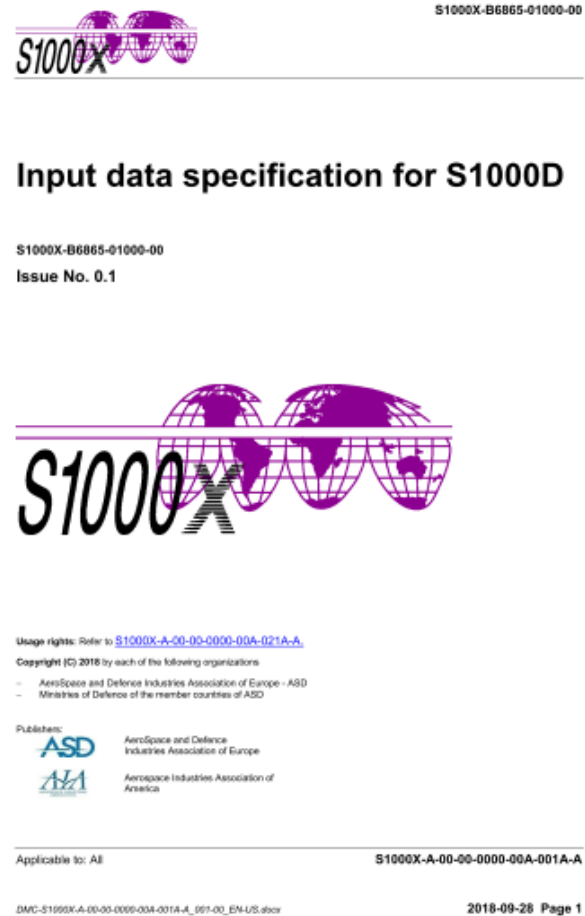 S1000X-B6865-01000-00
S1000X
Input data specification for S1000D
S1000X-B6865-01000-00
Issue No. 0.1
S1000X
Usage rights: Refer to S1000X-A-00-00-0000-00A-021A-A.
Copyright (C) 2018 by each of the following organizations
– AeroSpace and Defence Industries Association of Europe - ASD
– Ministries of Defence of the member countries of ASD
Publishers:
ASD
AeroSpace and Defence
Industries Association of Europe
AIA
Aerospace Industries Association of
America
Applicable to: All
S1000X-A-00-00-0000-00A-001A-A
DMC-S1000X-A-00-00-0000-00A-001A-A_001-00_EN-US.docx
2018-09-28 Page 1